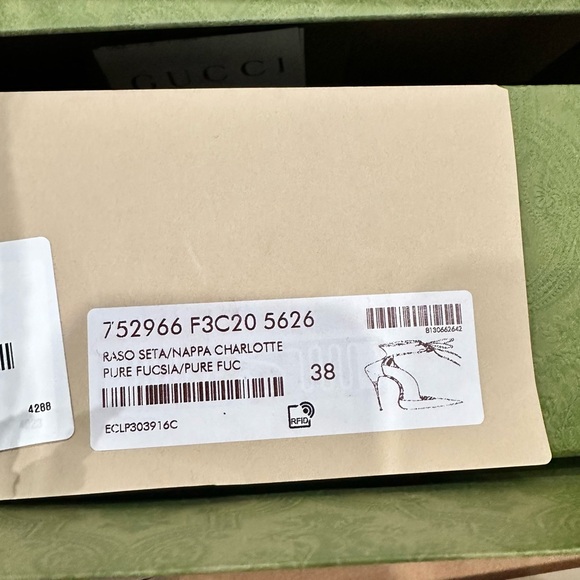 GUCCI
752966 F3C20 5626
B130662642
RASO SETA/NAPPA CHARLOTTE
PURE FUCSIA/PURE FUC
38
ECLP303916C
RFID
4288